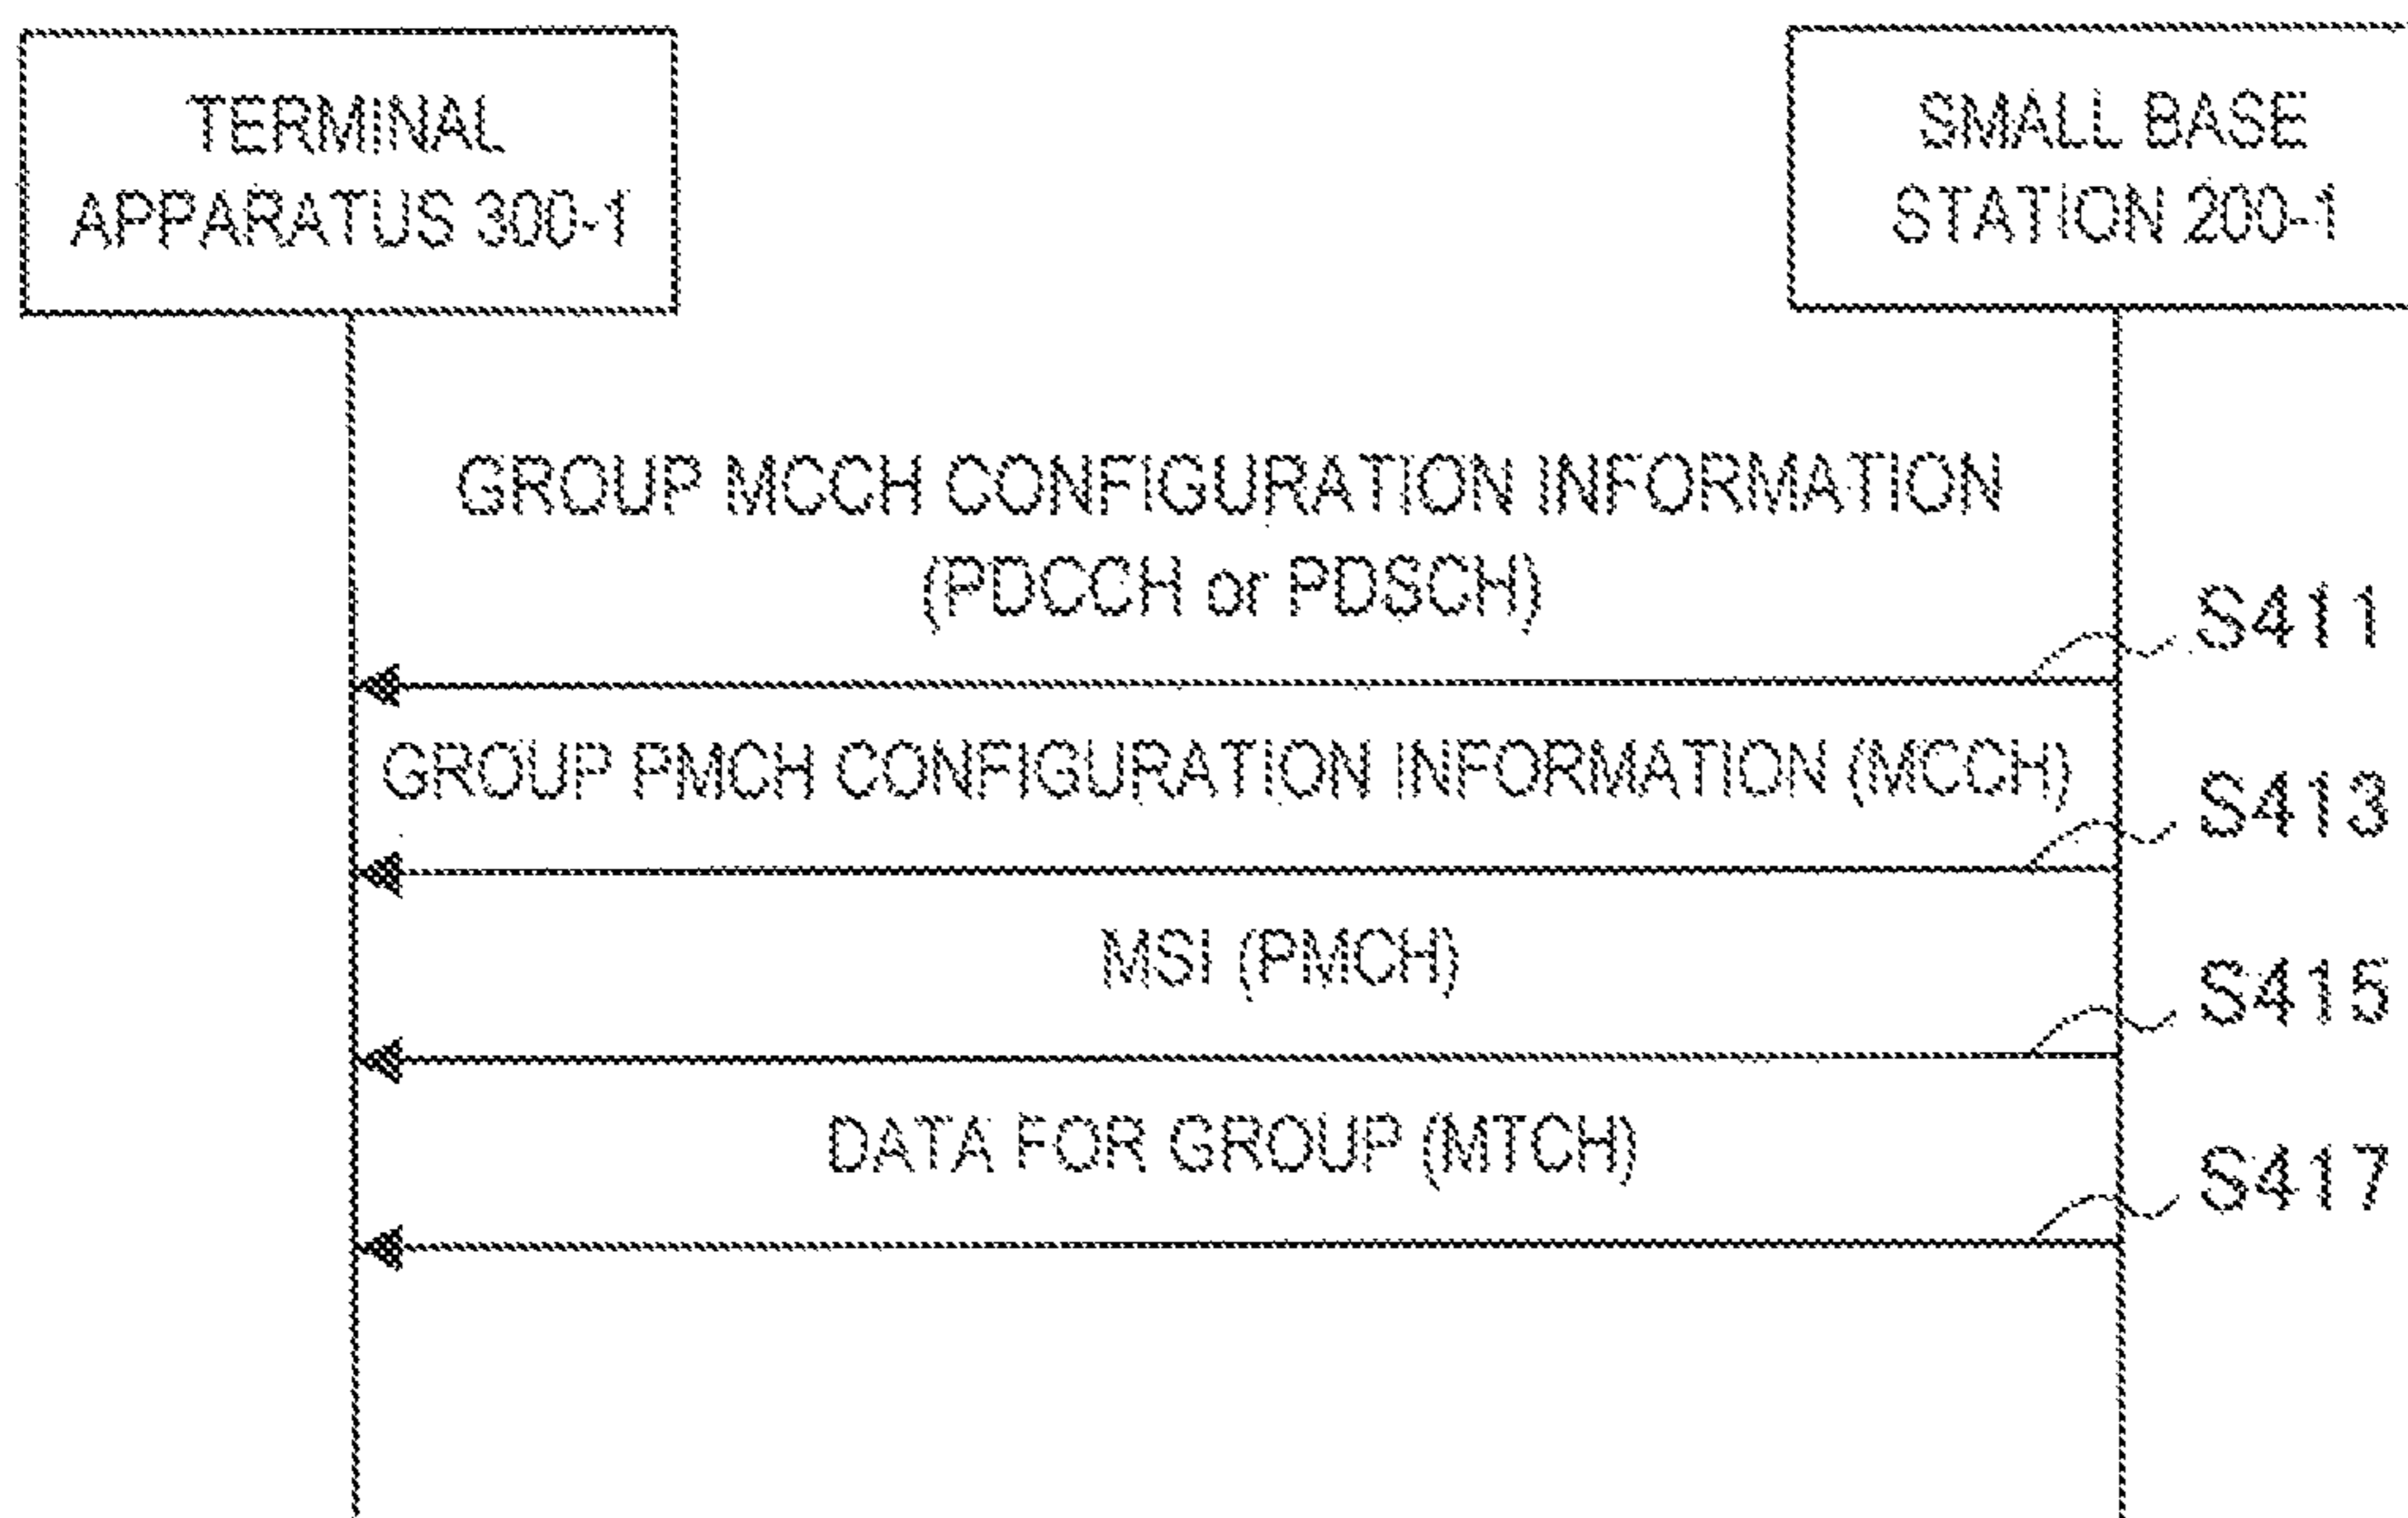 TERMINAL
APPARATUS 300-1
SMALL BASE
STATION 200-1
GROUP MCCH CONFIGURATION INFORMATION
(PDCCH or PDSCH)
S411
GROUP PMCH CONFIGURATION INFORMATION (MCCH)
S413
MSI (PMCH)
S415
DATA FOR GROUP (MTCH)
S417